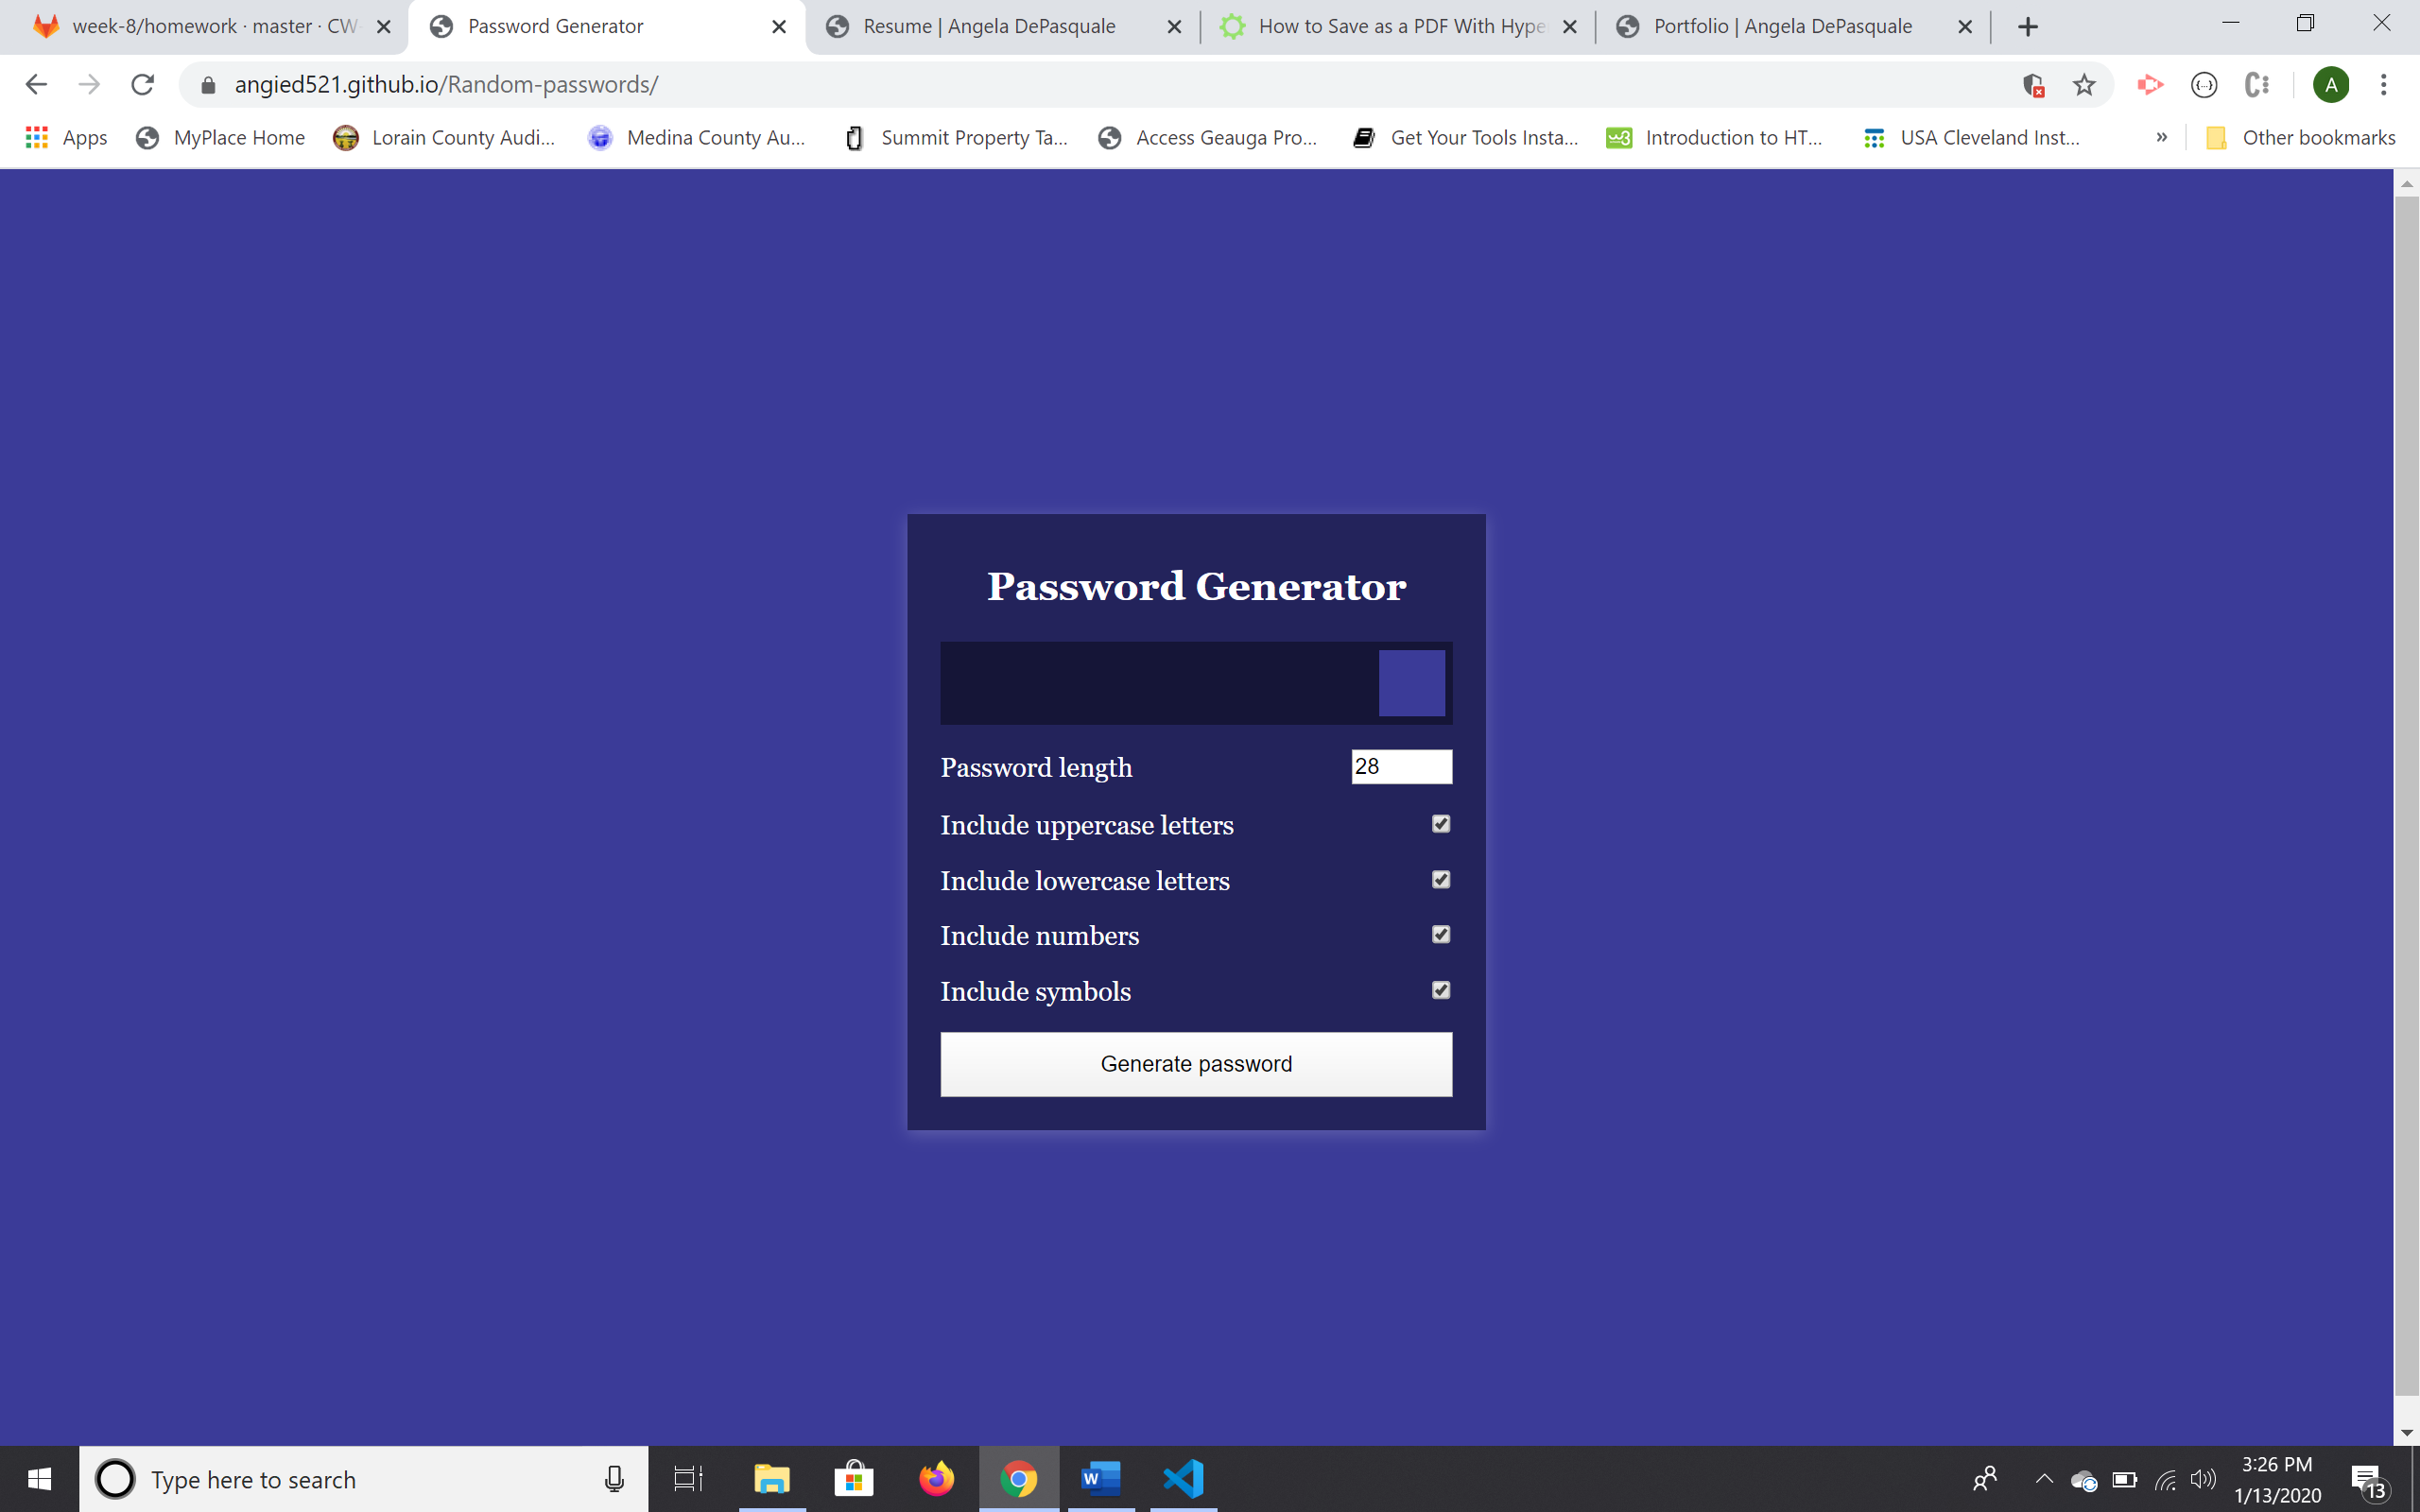 week-8/homework · master · CW
Password Generator
Resume | Angela DePasquale
How to Save as a PDF With Hype
Portfolio | Angela DePasquale
angied521.github.io/Random-passwords/
A
Apps
MyPlace Home
Lorain County Audi...
Medina County Au...
Summit Property Ta...
Access Geauga Pro...
Get Your Tools Insta...
w3
Introduction to HT...
USA Cleveland Inst...
»
Other bookmarks
Password Generator
Password length
28
Include uppercase letters
Include lowercase letters
Include numbers
Include symbols
Generate password
Type here to search
W
3:26 PM
1/13/2020
13